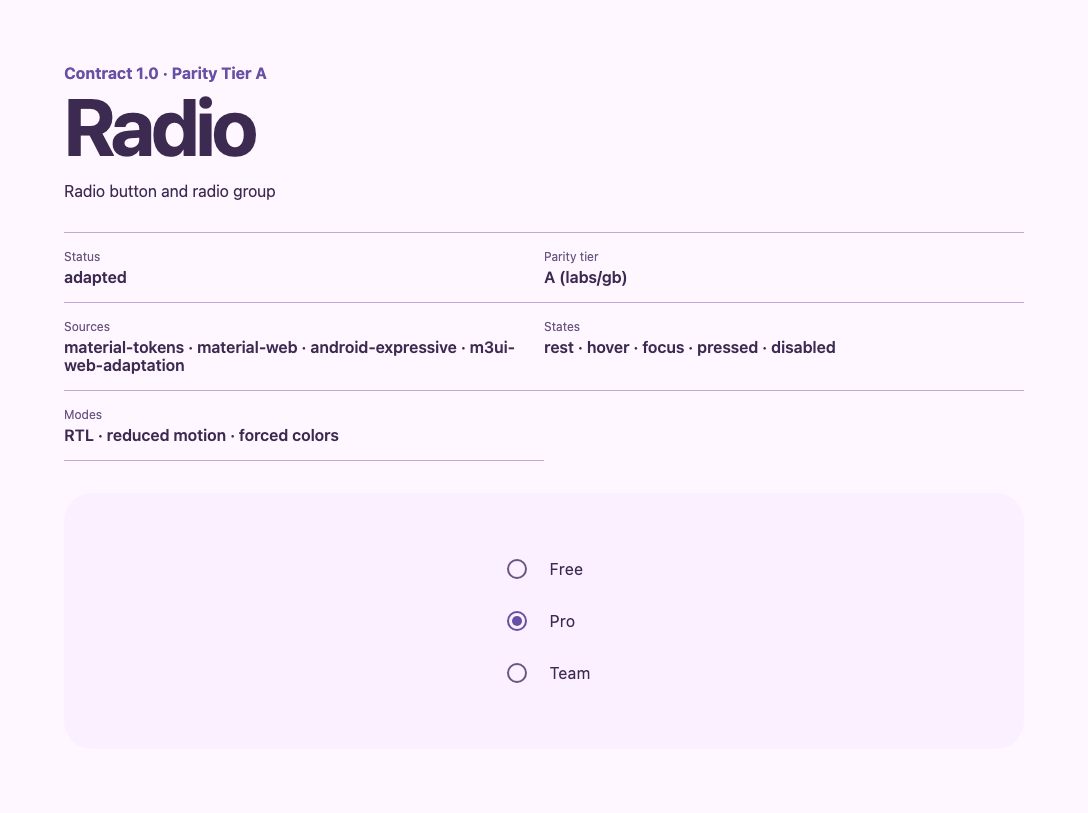 Contract 1.0 · Parity Tier A
Radio
Radio button and radio group
Status
adapted
Parity tier
A (labs/gb)
Sources
material-tokens · material-web · android-expressive · m3ui-
web-adaptation
States
rest · hover · focus · pressed · disabled
Modes
RTL · reduced motion · forced colors
Free
Pro
Team